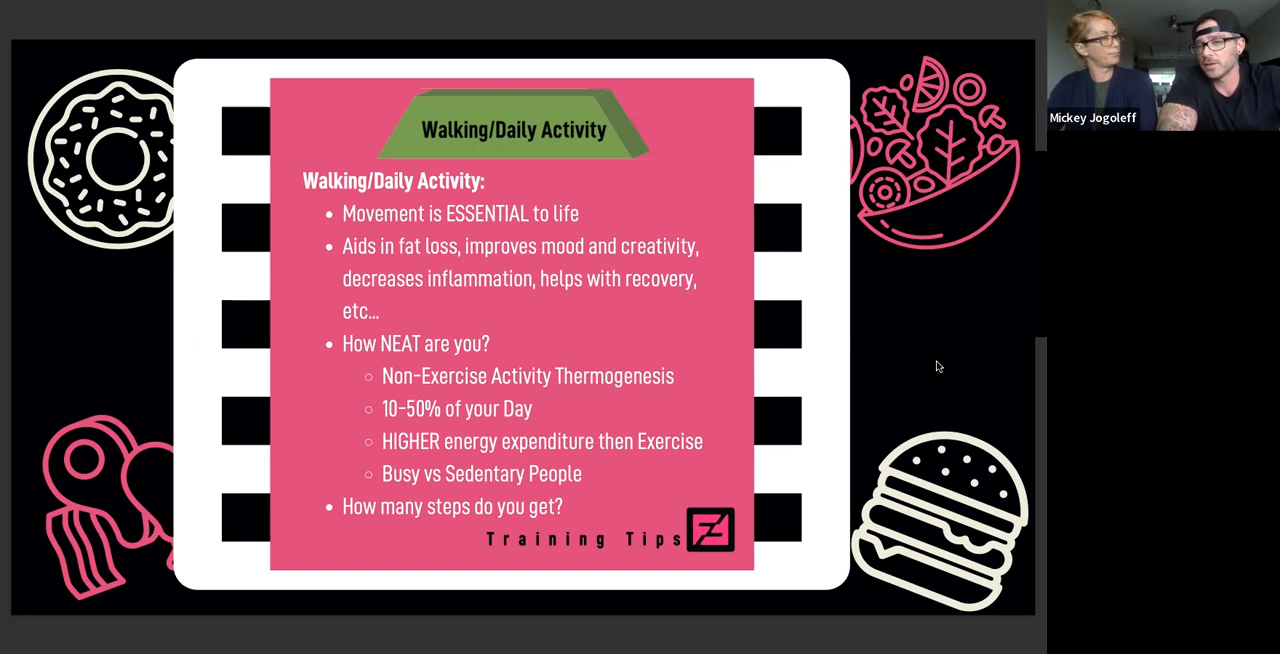 Walking/Daily Activity
Walking/Daily Activity:
• Movement is ESSENTIAL to life
• Aids in fat loss, improves mood and creativity,
decreases inflammation, helps with recovery,
etc...
• How NEAT are you?
○ Non-Exercise Activity Thermogenesis
○ 10-50% of your Day
○ HIGHER energy expenditure then Exercise
○ Busy vs Sedentary People
• How many steps do you get?
Training Tips
Mickey Jogoleff